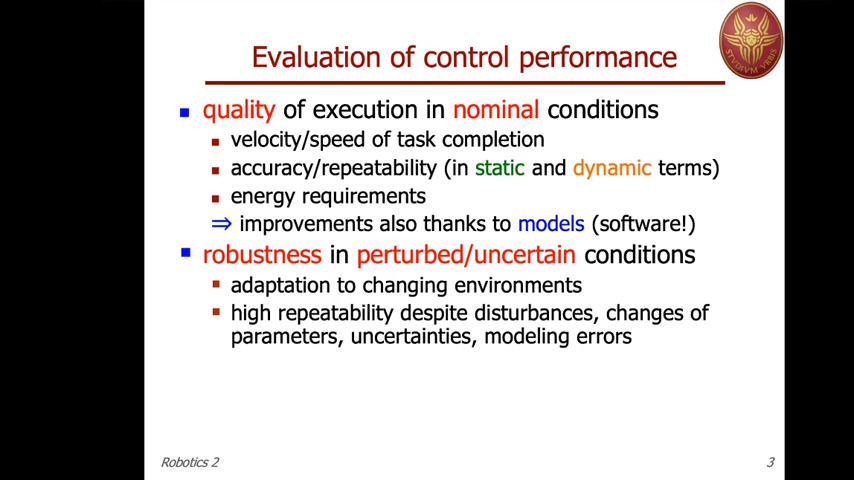 Evaluation of control performance
STVDIVM VRBIS
quality of execution in nominal conditions
velocity/speed of task completion
accuracy/repeatability (in static and dynamic terms)
energy requirements
⇒ improvements also thanks to models (software!)
robustness in perturbed/uncertain conditions
adaptation to changing environments
high repeatability despite disturbances, changes of
parameters, uncertainties, modeling errors
Robotics 2
3